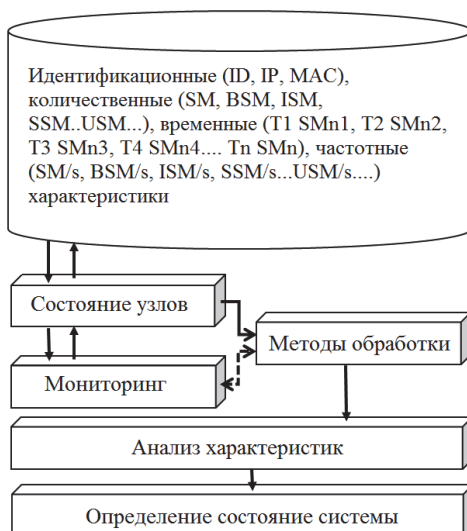 Идентификационные (ID, IP, MAC),
количественные (SM, BSM, ISM,
SSM..USM...), временные (T1 SMn1, T2 SMn2,
T3 SMn3, T4 SMn4.... Tn SMn), частотные
(SM/s, BSM/s, ISM/s, SSM/s...USM/s....)
характеристики
Состояние узлов
Методы обработки
Мониторинг
Анализ характеристик
Определение состояние системы